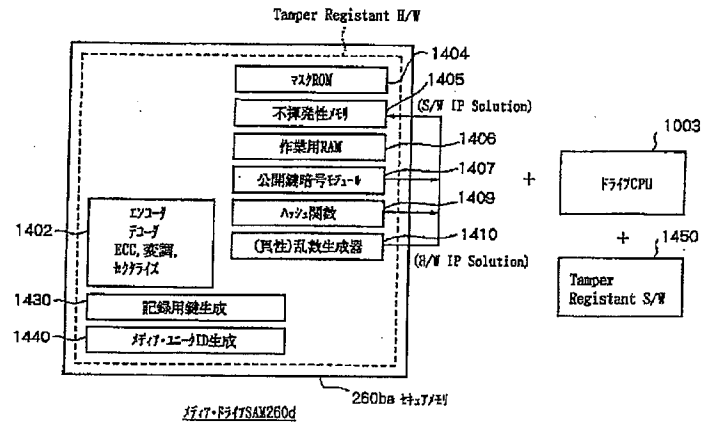 Tamper Registant H/W
1404
マスクROM
1405
(S/W IP Solution)
不揮発性メモリ
1406
作業用RAM
1407
公開鍵暗号モジュール
1409
ハッシュ関数
1410
(真性)乱数生成器
(H/W IP Solution)
1402
エンコーダ
デコーダ
ECC, 変調,
セクタライズ
1430
記録用鍵生成
1440
メディア・ユニークID生成
+
1003
ドライブCPU
+
1450
Tamper
Registant S/W
260ba セキュアメモリ
メディア・ドライブSAM260d